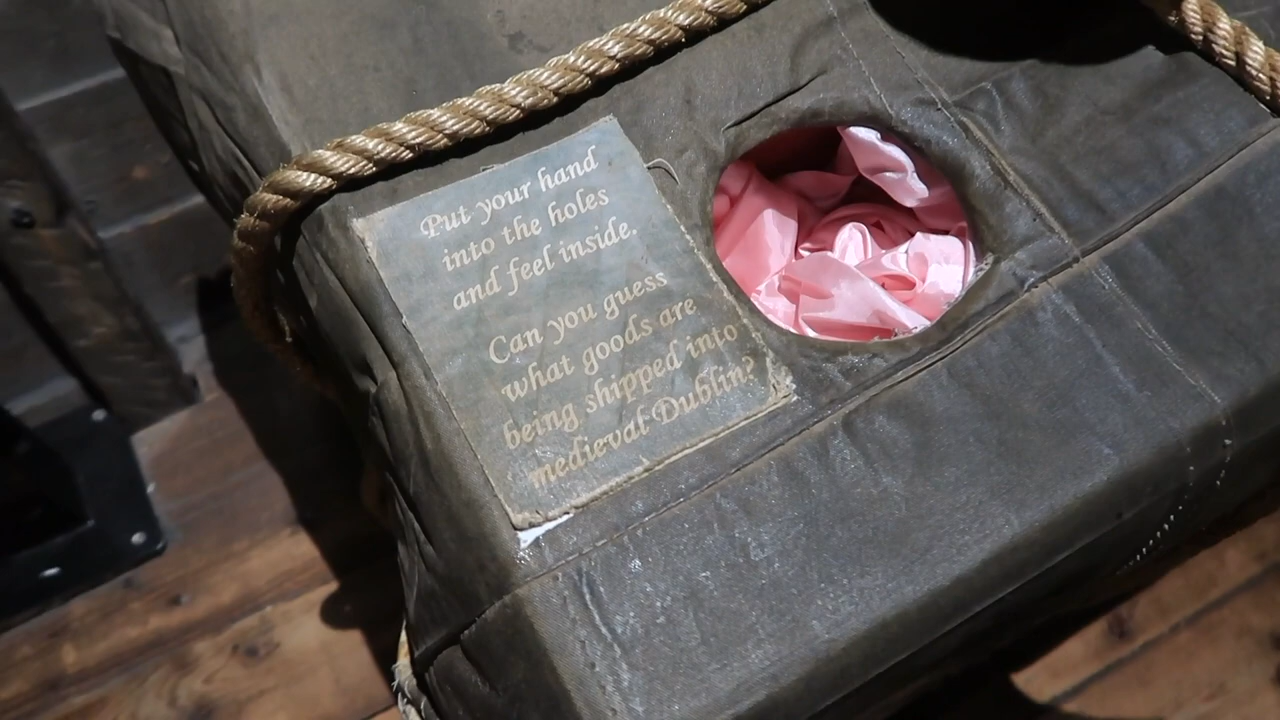 Put your hand
into the holes
and feel inside.
Can you guess
what goods are
being shipped into
medieval Dublin?